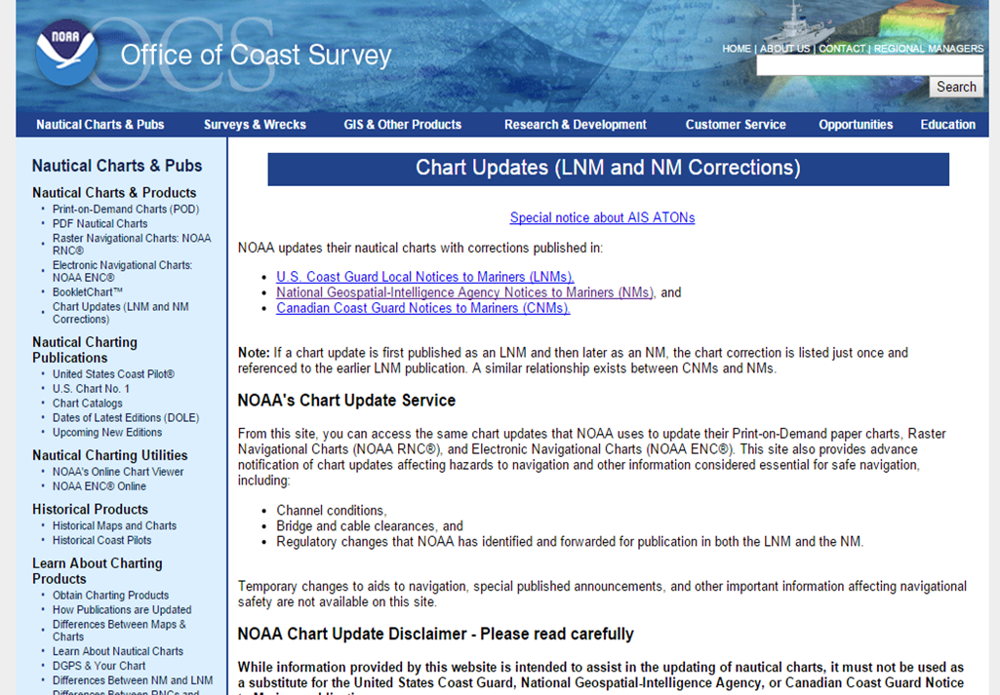 NOAA
OCS
Office of Coast Survey
HOME | ABOUT US | CONTACT | REGIONAL MANAGERS
Search
Nautical Charts & Pubs Surveys & Wrecks GIS & Other Products Research & Development Customer Service Opportunities Education
Nautical Charts & Pubs
Nautical Charts & Products
• Print-on-Demand Charts (POD)
• PDF Nautical Charts
• Raster Navigational Charts: NOAA
RNC®
• Electronic Navigational Charts:
NOAA ENC®
• BookletChart™
• Chart Updates (LNM and NM
Corrections)
Nautical Charting
Publications
• United States Coast Pilot®
• U.S. Chart No. 1
• Chart Catalogs
• Dates of Latest Editions (DOLE)
• Upcoming New Editions
Nautical Charting Utilities
• NOAA's Online Chart Viewer
• NOAA ENC® Online
Historical Products
• Historical Maps and Charts
• Historical Coast Pilots
Learn About Charting
Products
• Obtain Charting Products
• How Publications are Updated
• Differences Between Maps &
Charts
• Learn About Nautical Charts
• DGPS & Your Chart
• Differences Between NM and LNM
Differences Between RNCs and
Chart Updates (LNM and NM Corrections)
Special notice about AIS ATONs
NOAA updates their nautical charts with corrections published in:
• U.S. Coast Guard Local Notices to Mariners (LNMs).
• National Geospatial-Intelligence Agency Notices to Mariners (NMs), and
• Canadian Coast Guard Notices to Mariners (CNMs).
Note: If a chart update is first published as an LNM and then later as an NM, the chart correction is listed just once and
referenced to the earlier LNM publication. A similar relationship exists between CNMs and NMs.
NOAA's Chart Update Service
From this site, you can access the same chart updates that NOAA uses to update their Print-on-Demand paper charts, Raster
Navigational Charts (NOAA RNC®), and Electronic Navigational Charts (NOAA ENC®). This site also provides advance
notification of chart updates affecting hazards to navigation and other information considered essential for safe navigation,
including:
• Channel conditions,
• Bridge and cable clearances, and
• Regulatory changes that NOAA has identified and forwarded for publication in both the LNM and the NM.
Temporary changes to aids to navigation, special published announcements, and other important information affecting navigational
safety are not available on this site.
NOAA Chart Update Disclaimer - Please read carefully
While information provided by this website is intended to assist in the updating of nautical charts, it must not be used as
a substitute for the United States Coast Guard, National Geospatial-Intelligence Agency, or Canadian Coast Guard Notice